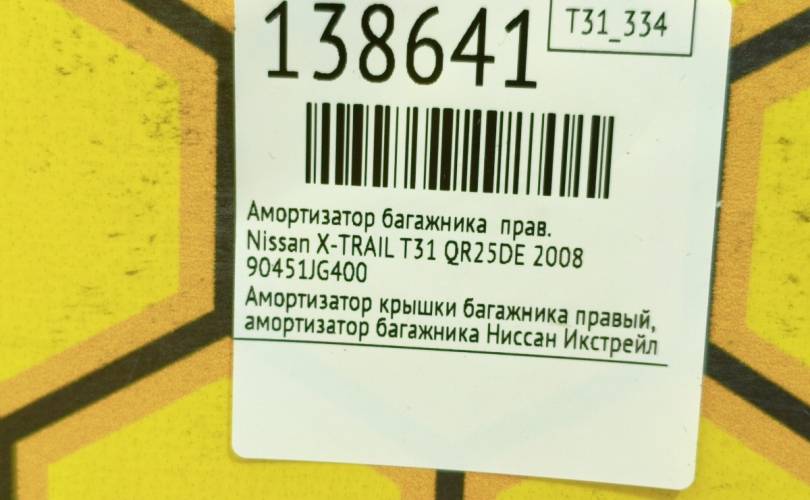 138641
T31_334
Амортизатор багажника прав.
Nissan X-TRAIL T31 QR25DE 2008
90451JG400
Амортизатор крышки багажника правый,
амортизатор багажника Ниссан Икстрейл